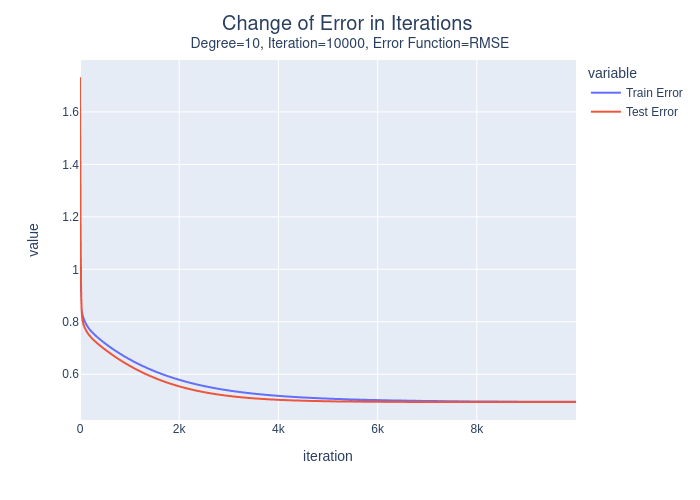 Change of Error in Iterations
Degree=10, Iteration=10000, Error Function=RMSE
variable
Train Error
Test Error
value
1.6
1.4
1.2
1
0.8
0.6
0
2k
4k
6k
8k
iteration